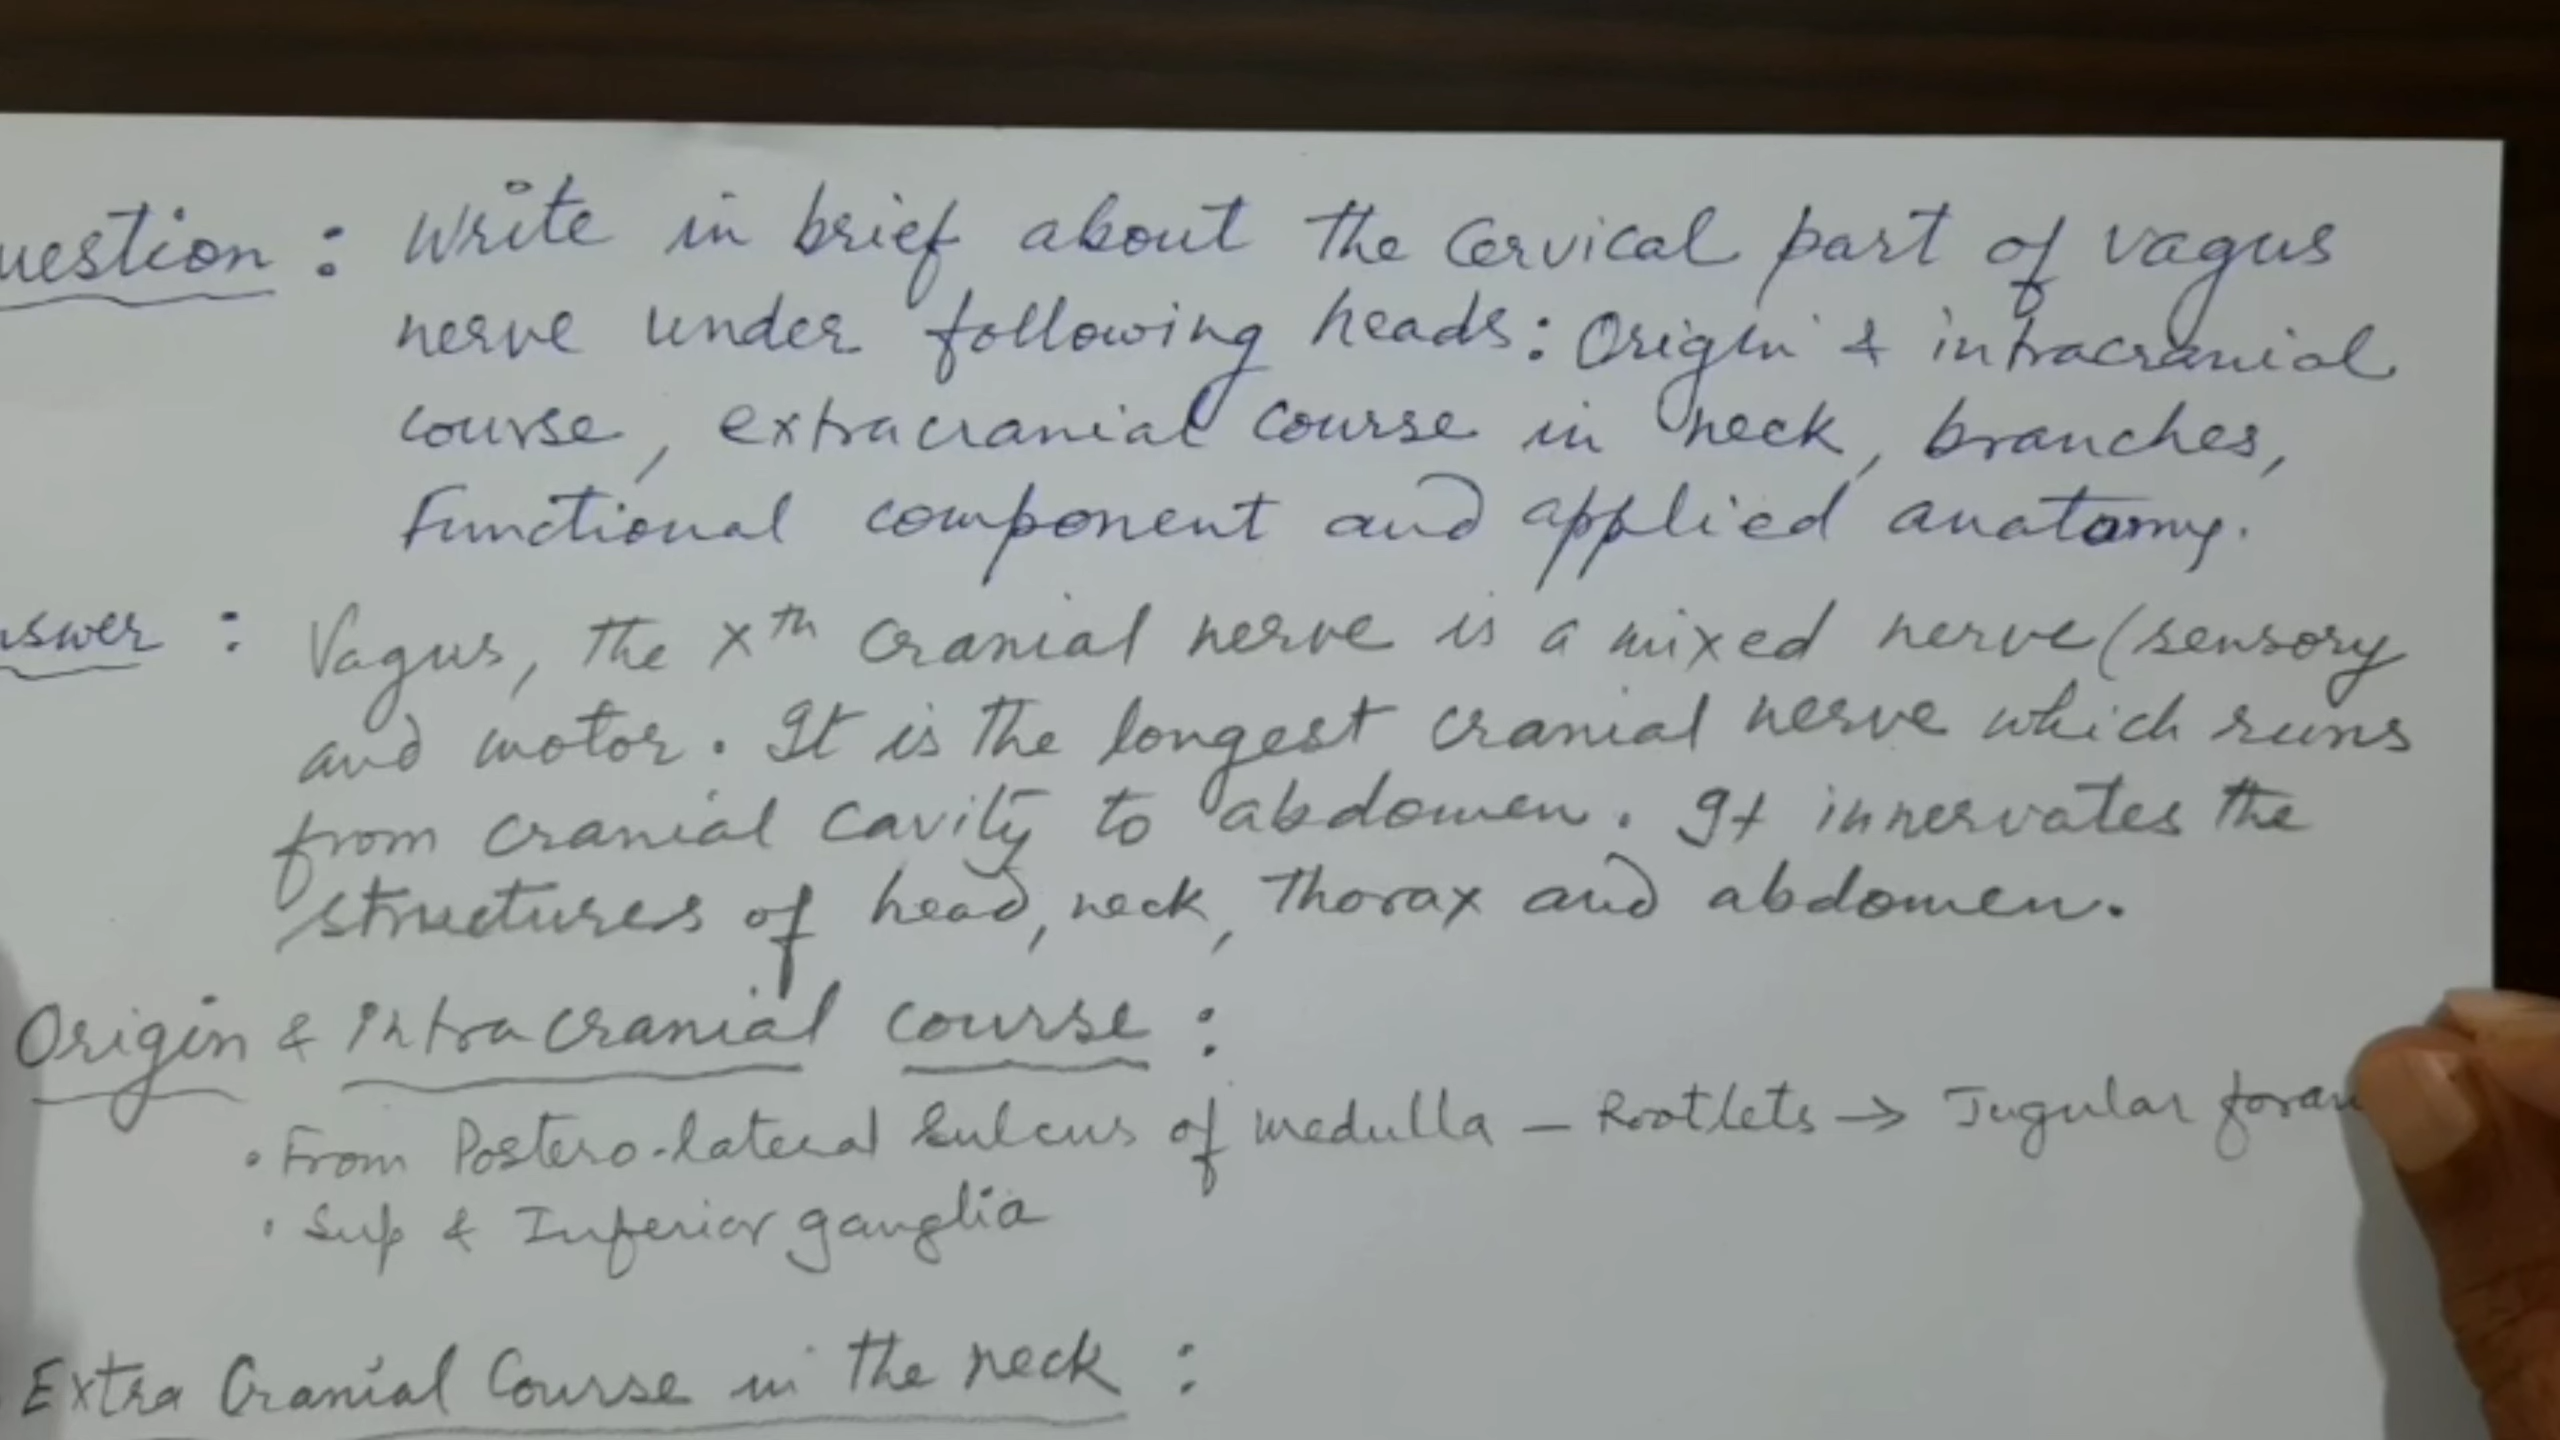 uestion : Write in brief about the Cervical part of vagus
nerve under following heads: Origin & intracranial
course, extracranial course in neck, branches,
Functional component and applied anatomy.
nswer : Vagus, the Xth cranial nerve is a mixed nerve (sensory
and motor. It is the longest cranial nerve which runs
from cranial cavity to abdomen. It innervates the
structures of head, neck, Thorax and abdomen.
Origin & Intracranial course :
• From Postero-lateral Sulcus of medulla – Rootlets → Jugular foram
• Sup & Inferior ganglia
Extra Cranial Course in the neck :